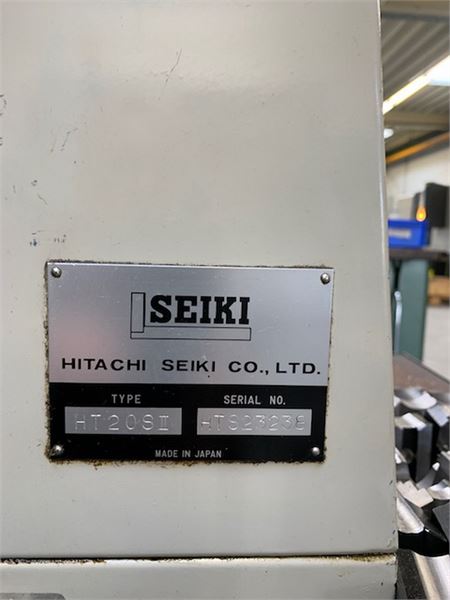 SEIKI
HITACHI SEIKI CO., LTD.
TYPE SERIAL NO.
HT20SII HTS23238
MADE IN JAPAN